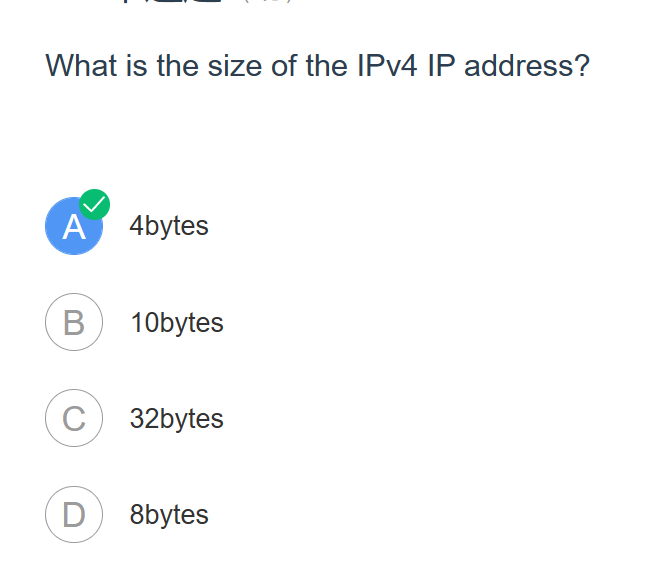 What is the size of the IPv4 IP address?
A 4bytes
B 10bytes
C 32bytes
D 8bytes